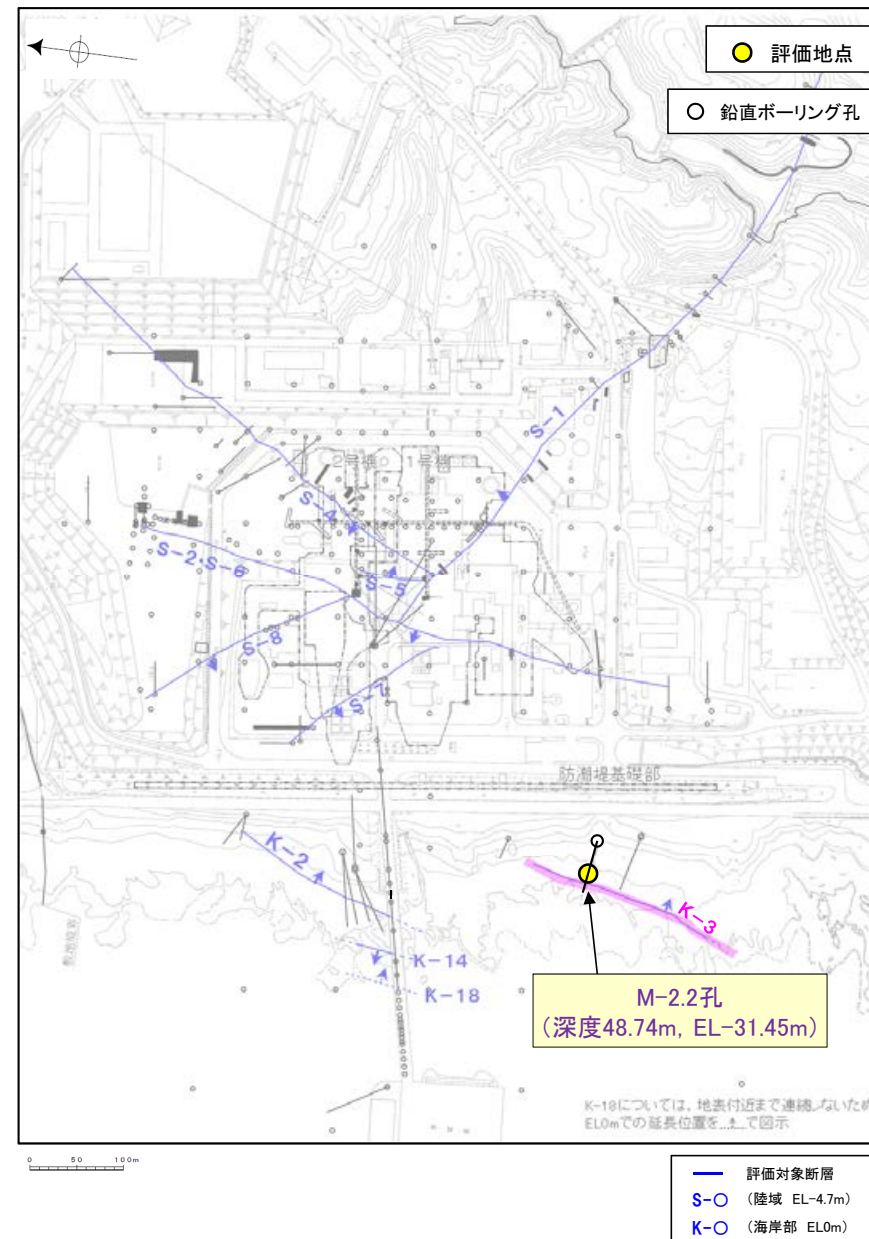 評価地点
鉛直ボーリング孔
S-1
2号機
1号機
S-4
S-2・S-6
S-5
S-8
S-7
防潮堤基礎部
K-2
K-3
K-14
K-18
M-2.2孔
(深度48.74m, EL-31.45m)
K-18については、地表付近まで連続しないため
EL0mでの延長位置を
で図示
0 50 100m
評価対象断層
S-○ (陸域 EL-4.7m)
K-○ (海岸部 EL0m)